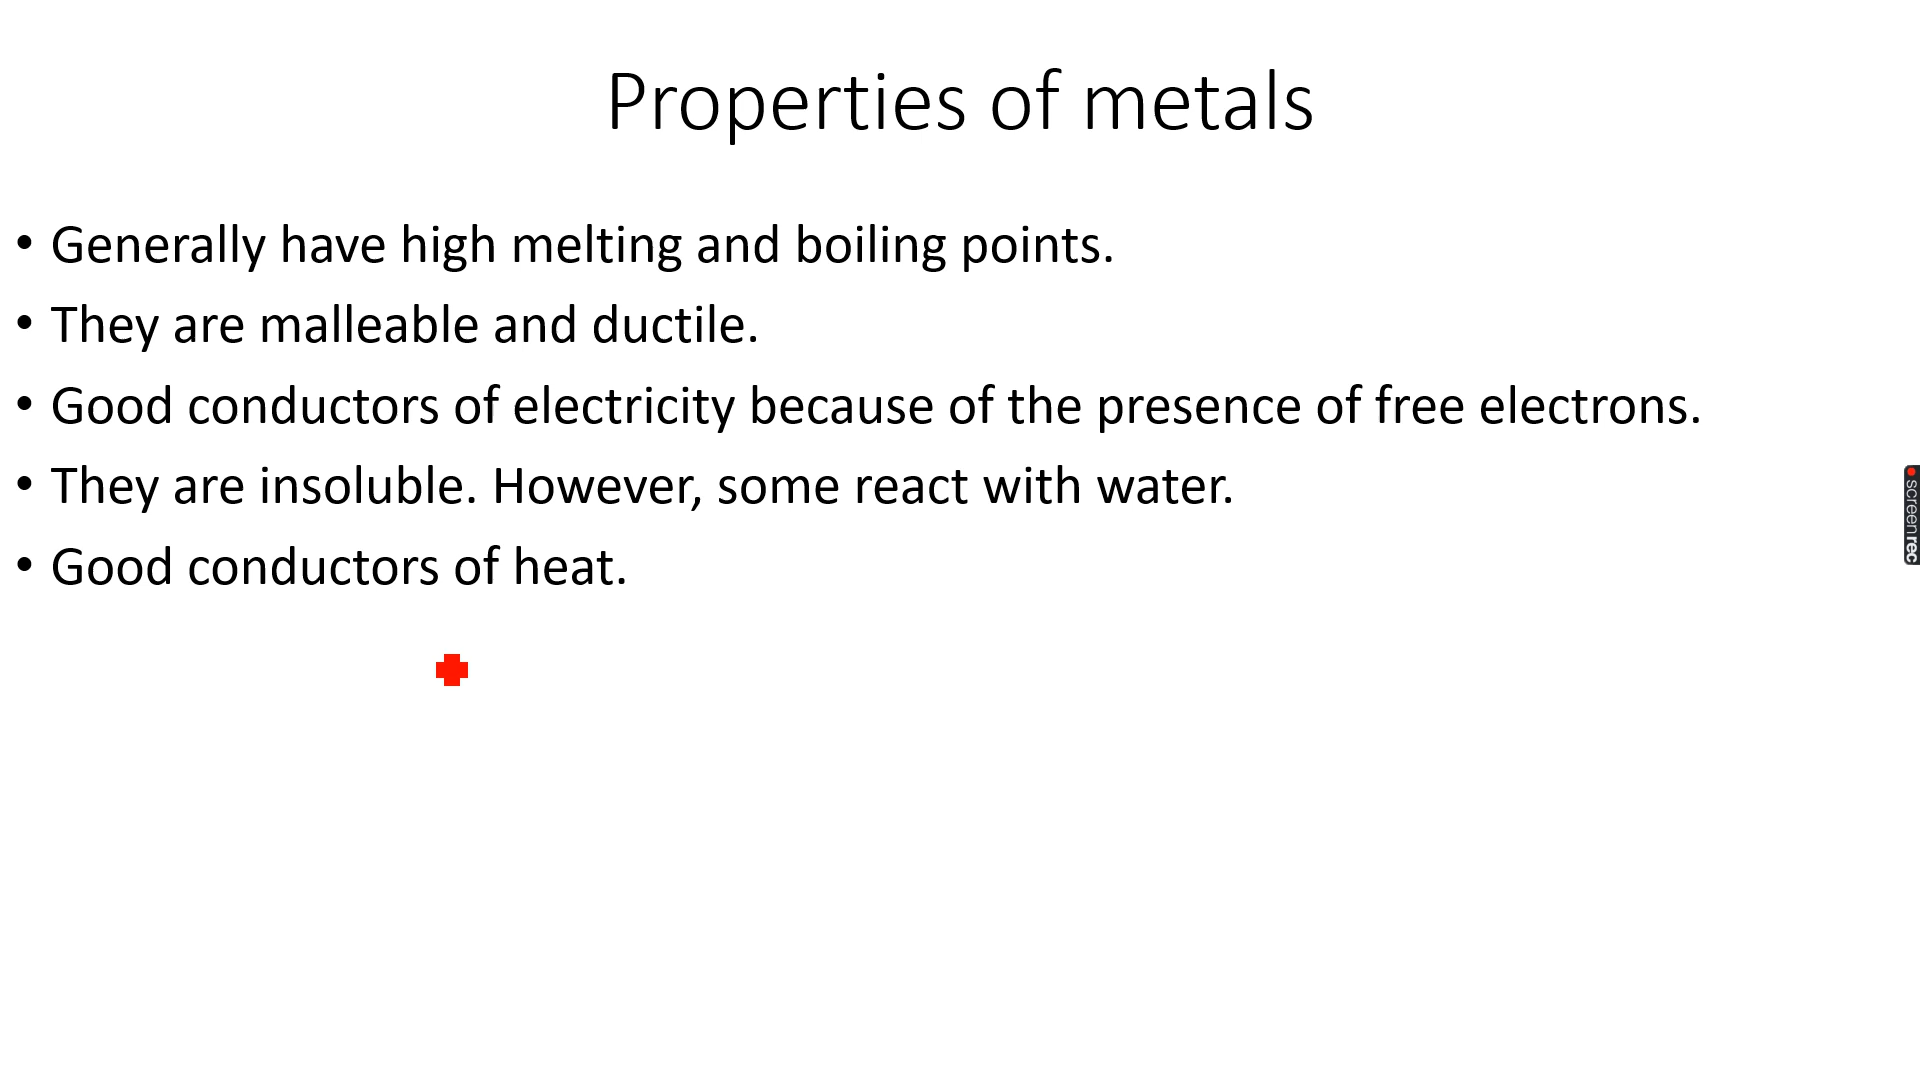 Properties of metals
• Generally have high melting and boiling points.
• They are malleable and ductile.
• Good conductors of electricity because of the presence of free electrons.
• They are insoluble. However, some react with water.
• Good conductors of heat.
screenrec